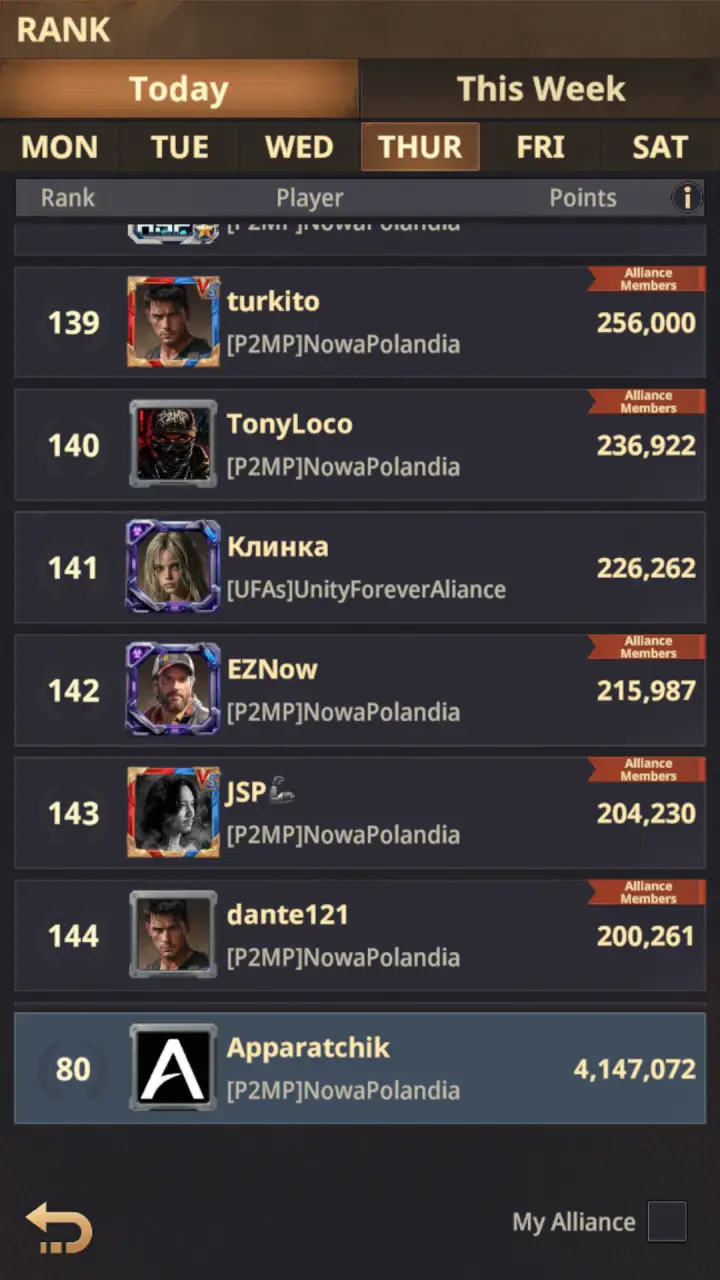 RANK
Today
This Week
MON
TUE
WED
THUR
FRI
SAT
Rank
Player
Points
[P2MP]NowaPolandia
Alliance
Members
139
turkito
256,000
[P2MP]NowaPolandia
Alliance
Members
140
TonyLoco
236,922
[P2MP]NowaPolandia
141
Клинка
226,262
[UFAs]UnityForeverAliance
Alliance
Members
142
EZNow
215,987
[P2MP]NowaPolandia
Alliance
Members
143
JSP
204,230
[P2MP]NowaPolandia
Alliance
Members
144
dante121
200,261
[P2MP]NowaPolandia
80
Apparatchik
4,147,072
[P2MP]NowaPolandia
My Alliance